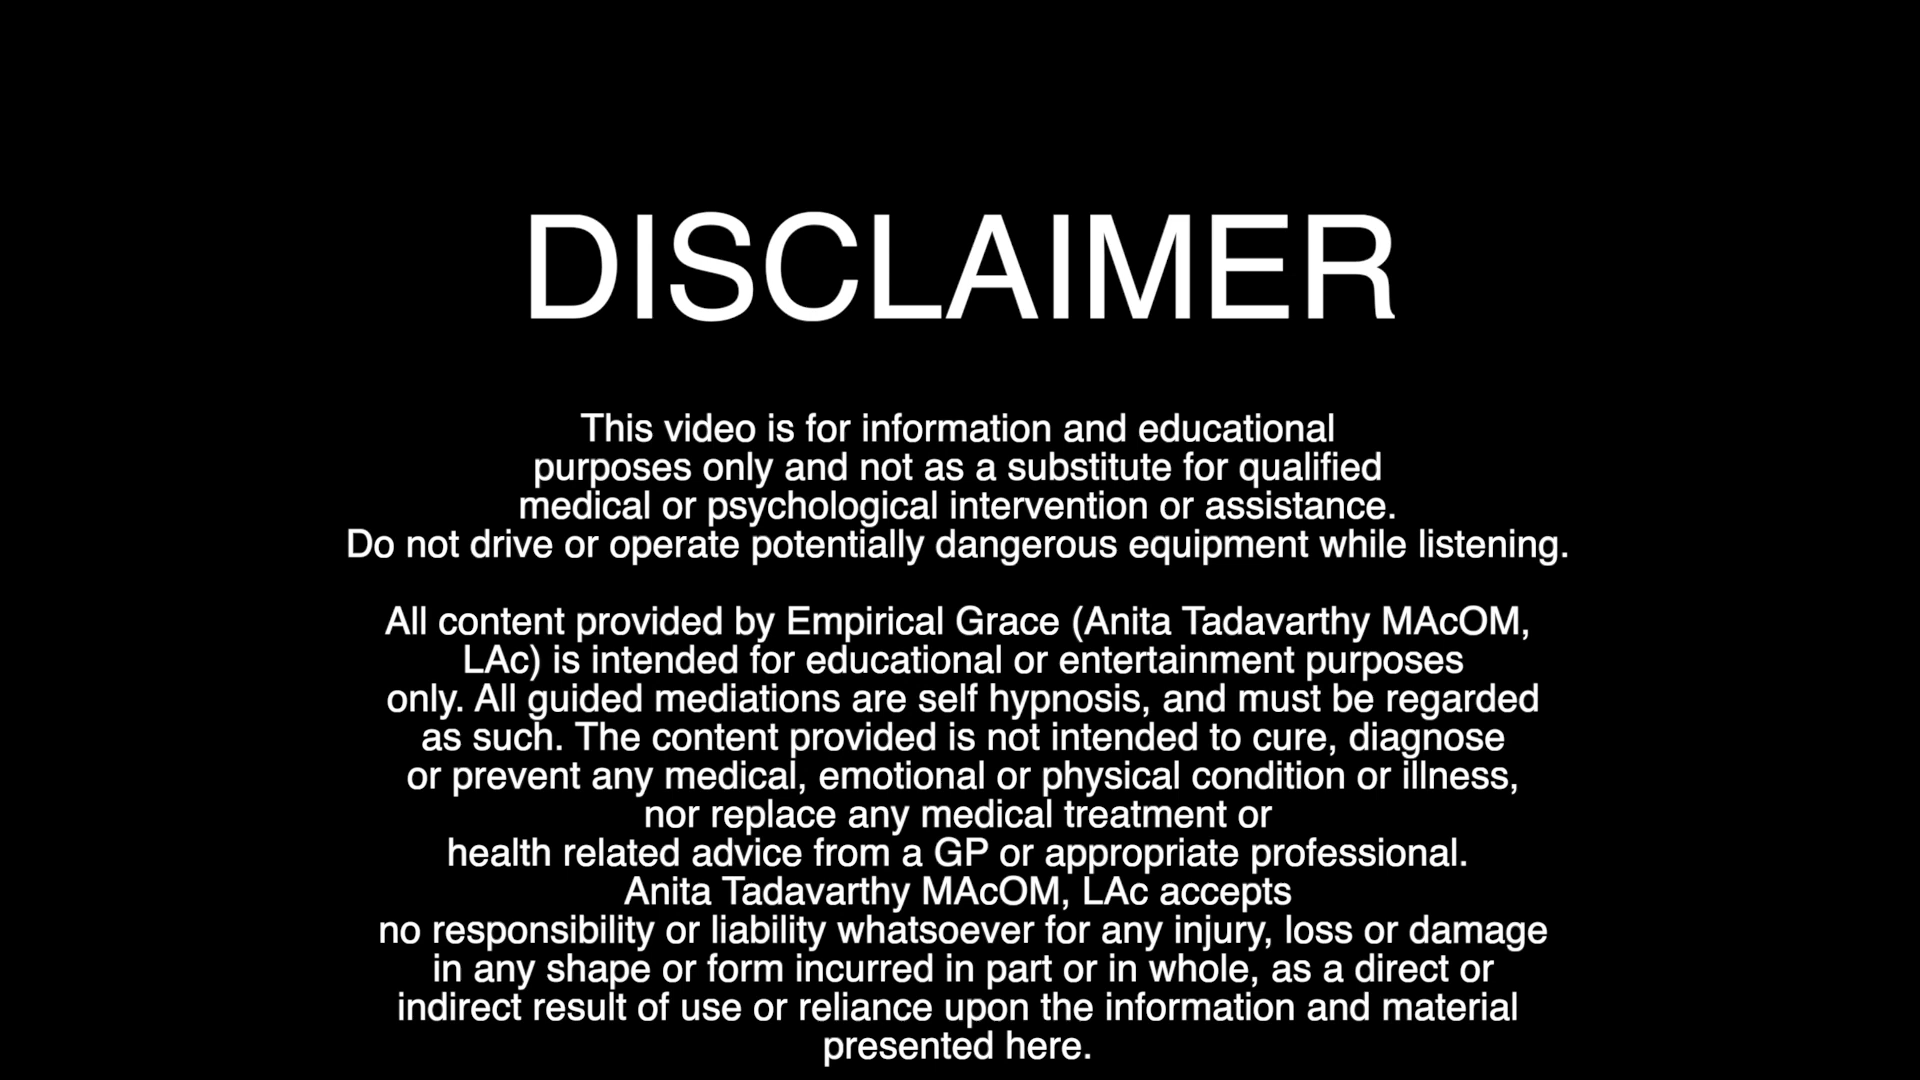 DISCLAIMER
This video is for information and educational
purposes only and not as a substitute for qualified
medical or psychological intervention or assistance.
Do not drive or operate potentially dangerous equipment while listening.
All content provided by Empirical Grace (Anita Tadavarthy MAcOM,
LAc) is intended for educational or entertainment purposes
only. All guided mediations are self hypnosis, and must be regarded
as such. The content provided is not intended to cure, diagnose
or prevent any medical, emotional or physical condition or illness,
nor replace any medical treatment or
health related advice from a GP or appropriate professional.
Anita Tadavarthy MAcOM, LAc accepts
no responsibility or liability whatsoever for any injury, loss or damage
in any shape or form incurred in part or in whole, as a direct or
indirect result of use or reliance upon the information and material
presented here.